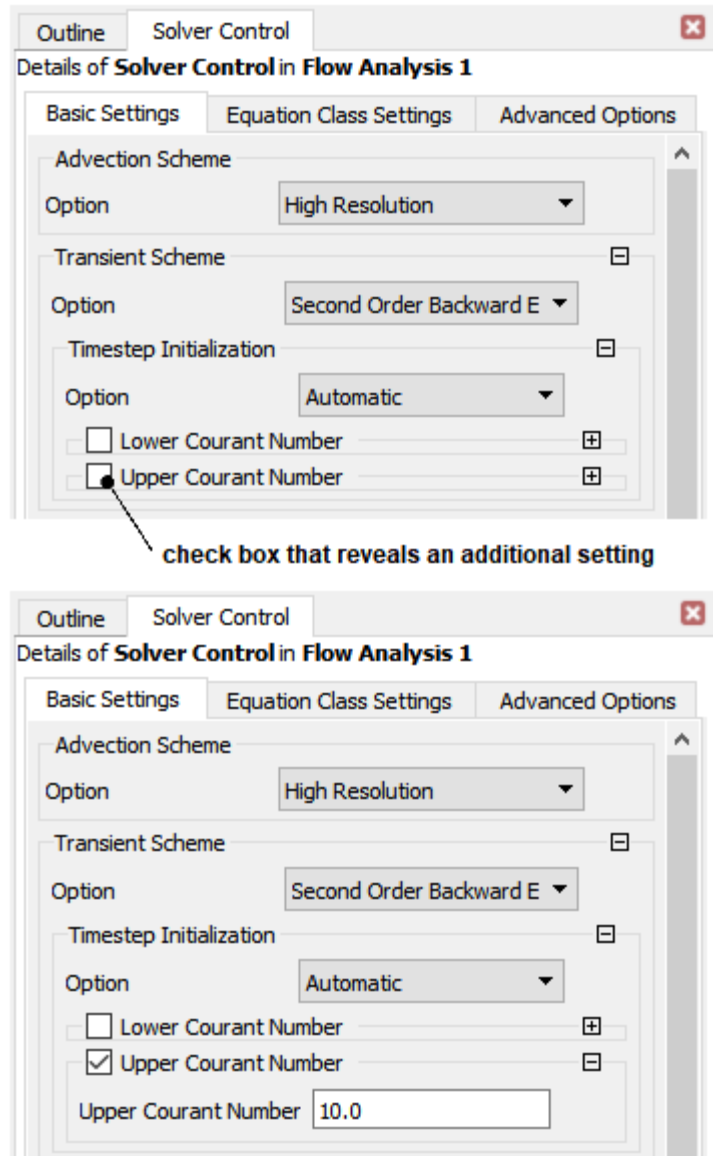 Outline Solver Control
Details of Solver Control in Flow Analysis 1
Basic Settings Equation Class Settings Advanced Options
Advection Scheme
Option High Resolution
Transient Scheme
Option Second Order Backward E
Timestep Initialization
Option Automatic
Lower Courant Number
Upper Courant Number
check box that reveals an additional setting
Outline Solver Control
Details of Solver Control in Flow Analysis 1
Basic Settings Equation Class Settings Advanced Options
Advection Scheme
Option High Resolution
Transient Scheme
Option Second Order Backward E
Timestep Initialization
Option Automatic
Lower Courant Number
Upper Courant Number
Upper Courant Number 10.0